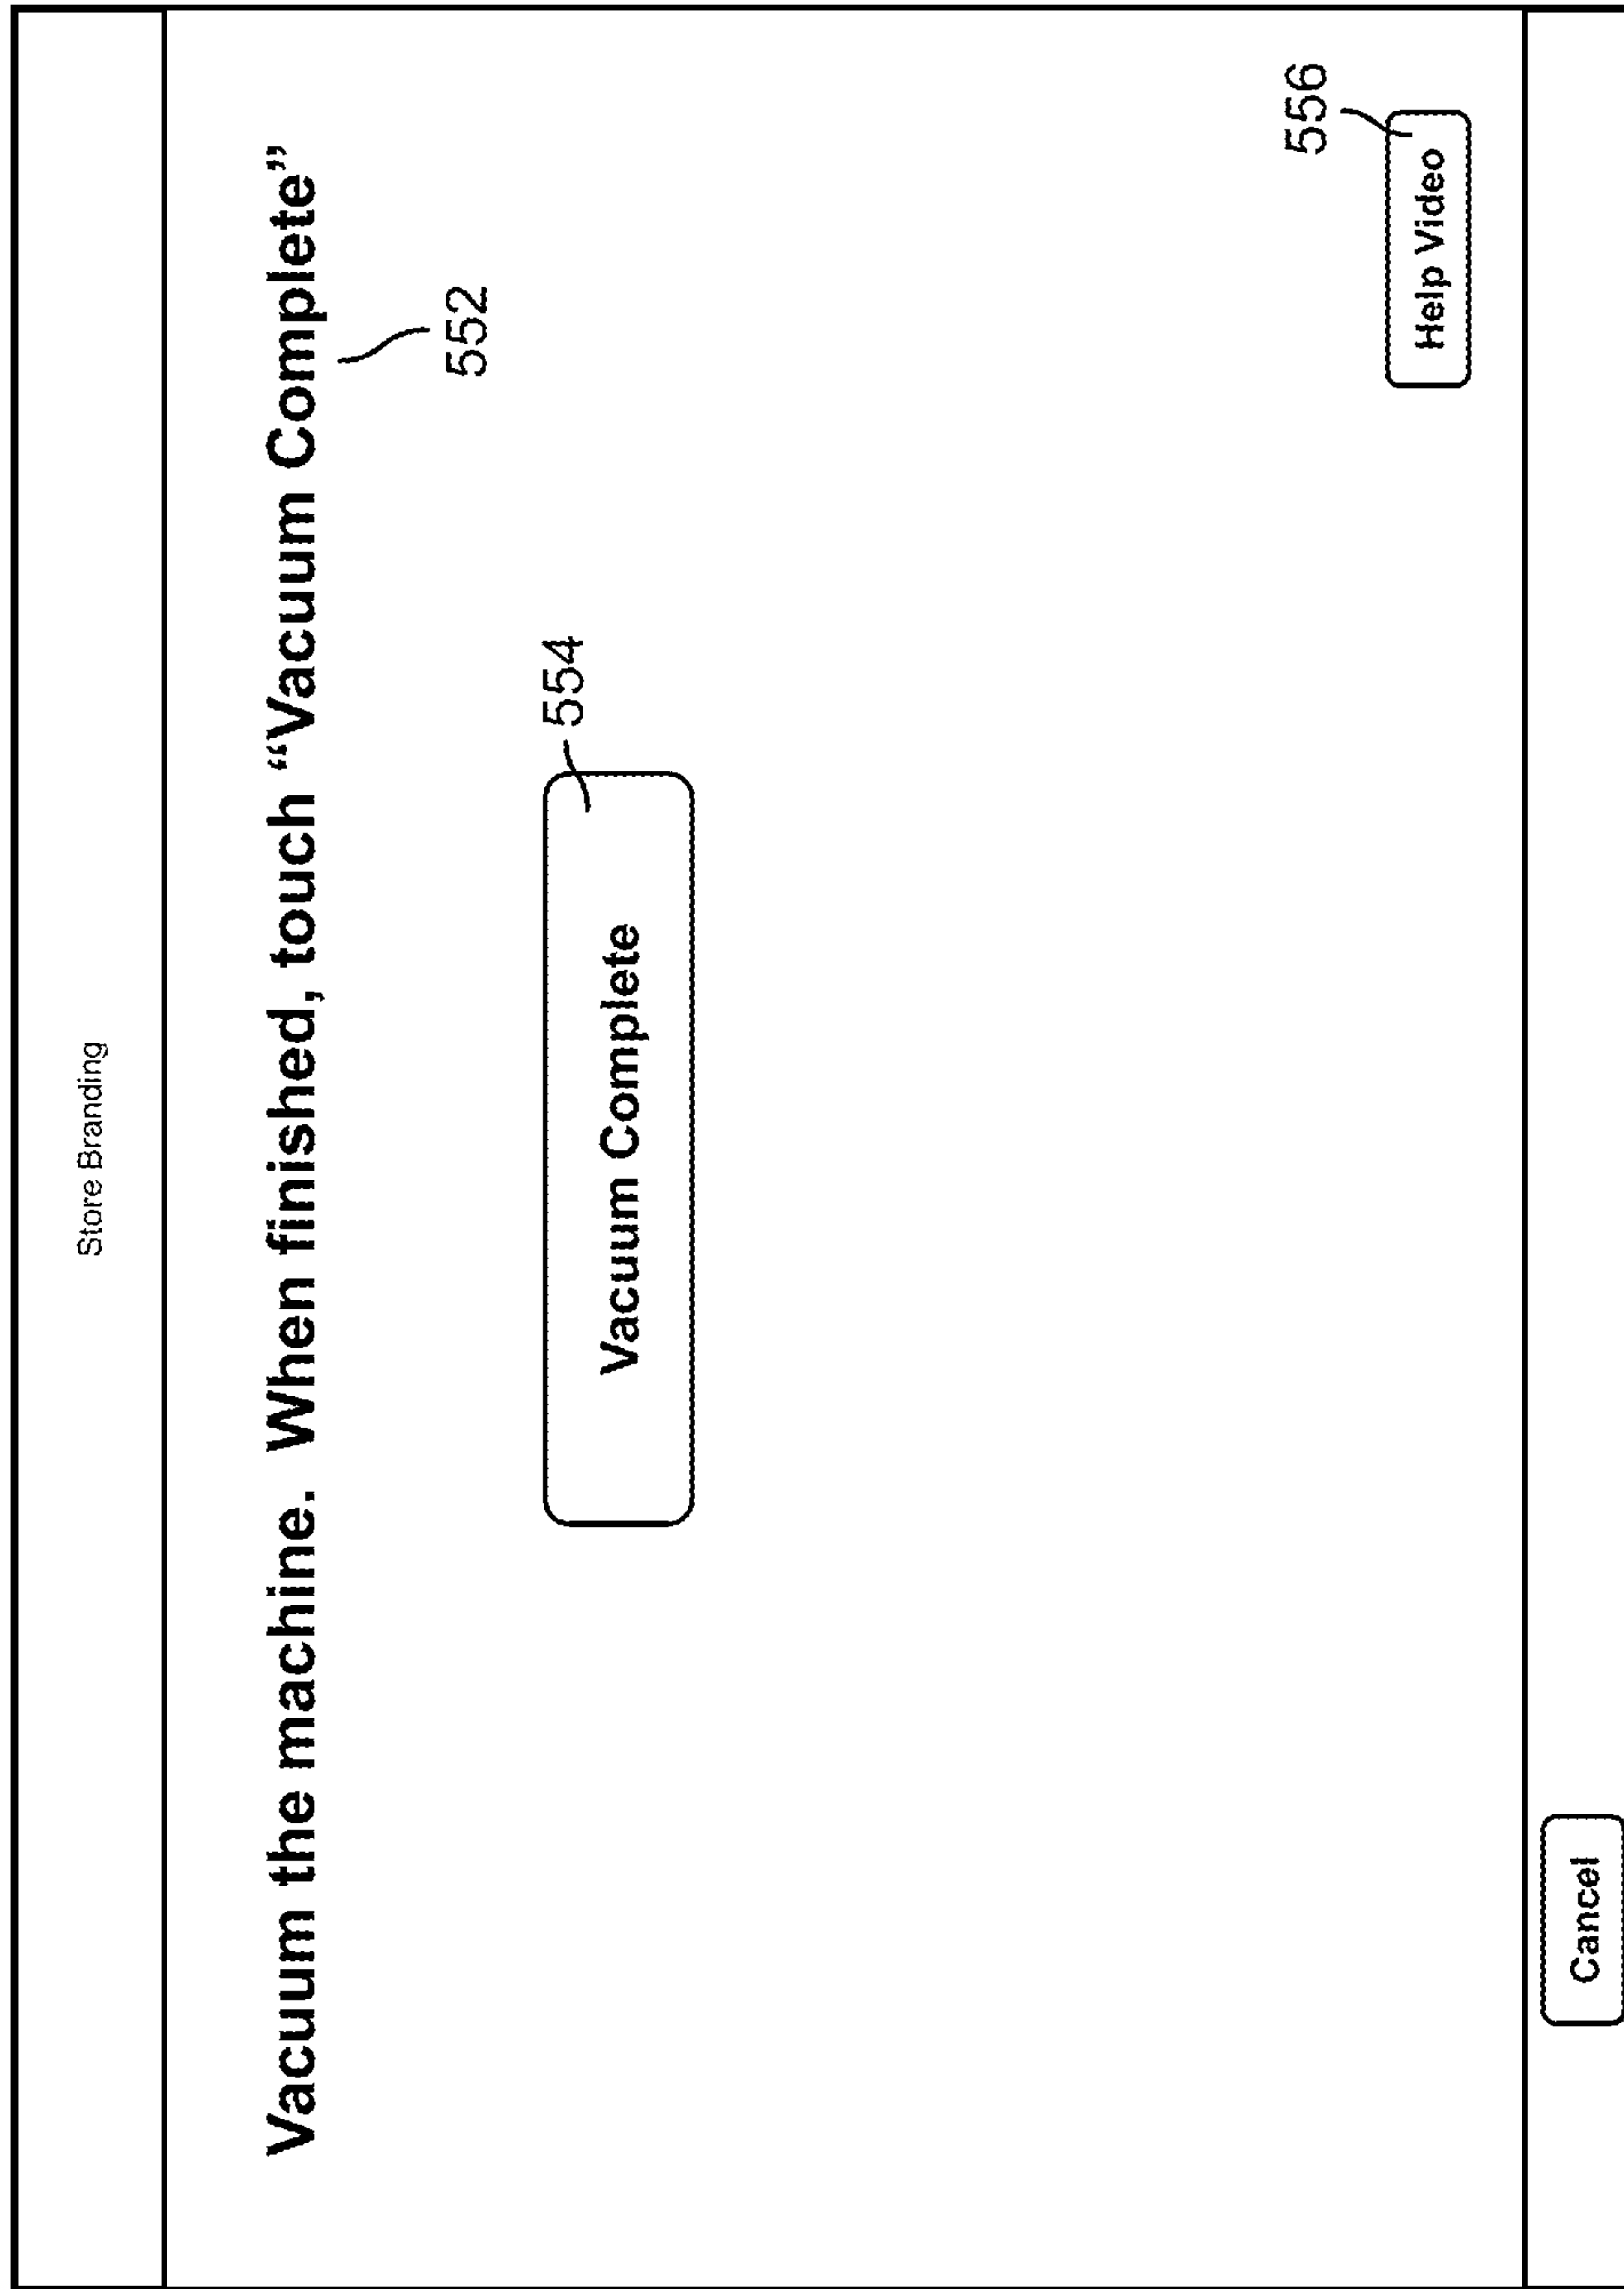 Store Branding
Vacuum the machine.  When finished, touch “Vacuum Complete”
552
554
Vacuum Complete
556
Help Video
Cancel